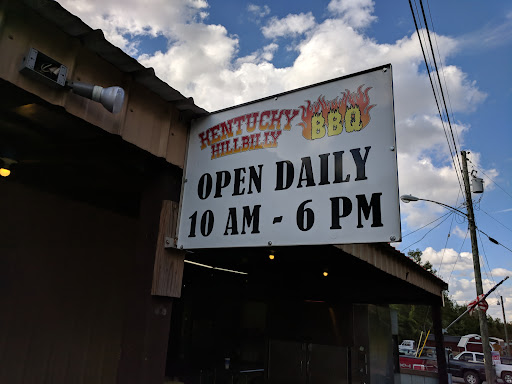 KENTUCKY
HILLBILLY BBQ
OPEN DAILY
10 AM - 6 PM